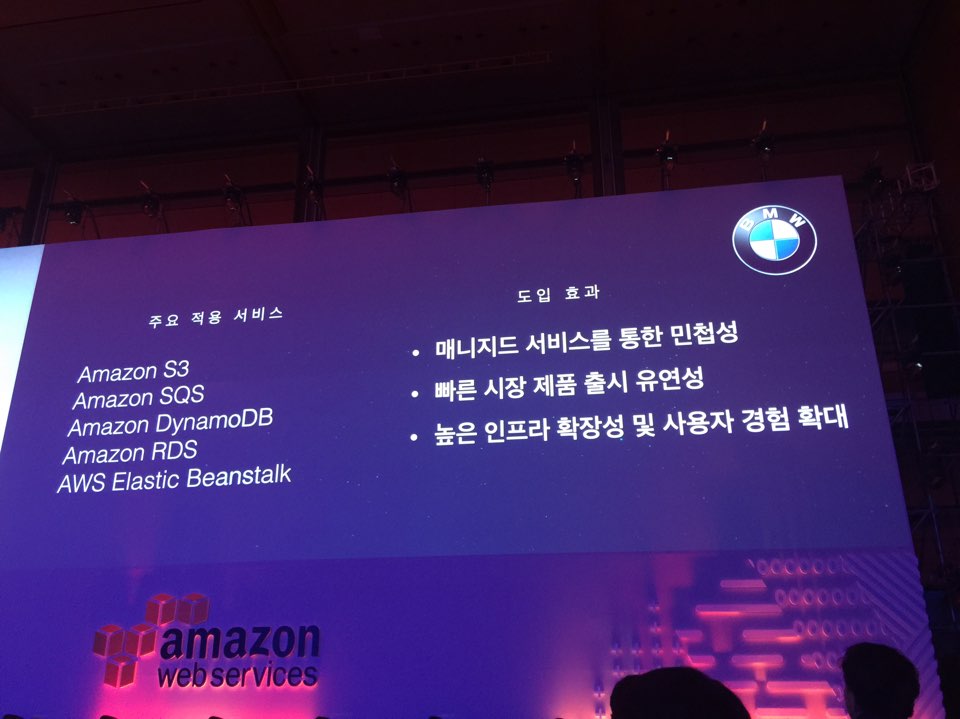 BMW
주요 적용 서비스
Amazon S3
Amazon SQS
Amazon DynamoDB
Amazon RDS
AWS Elastic Beanstalk
도입 효과
• 매니지드 서비스를 통한 민첩성
• 빠른 시장 제품 출시 유연성
• 높은 인프라 확장성 및 사용자 경험 확대
amazon
web services